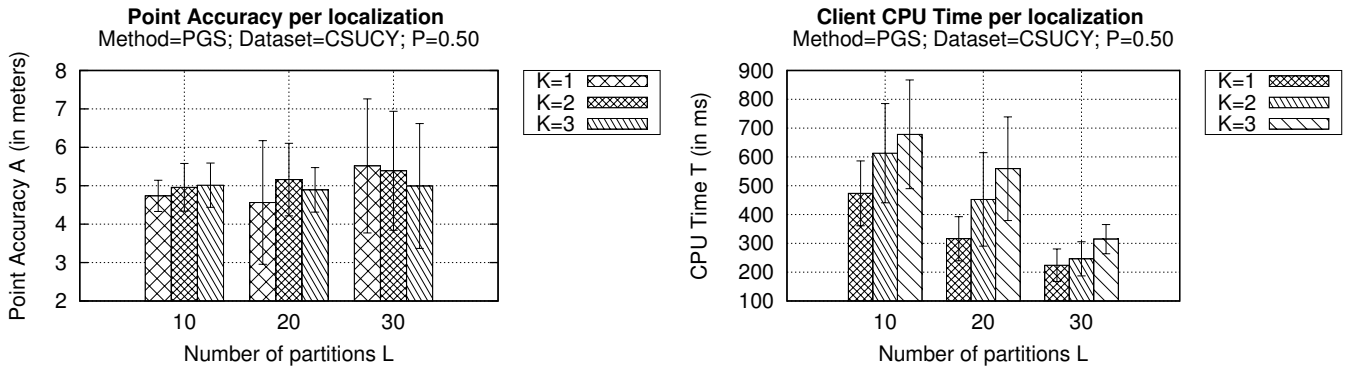 Point Accuracy per localization
Method=PGS; Dataset=CSUCY; P=0.50
Point Accuracy A (in meters)
8
7
6
5
4
3
2
10 20 30
Number of partitions L
K=1
K=2
K=3
Client CPU Time per localization
Method=PGS; Dataset=CSUCY; P=0.50
CPU Time T (in ms)
900
800
700
600
500
400
300
200
100
10 20 30
Number of partitions L
K=1
K=2
K=3